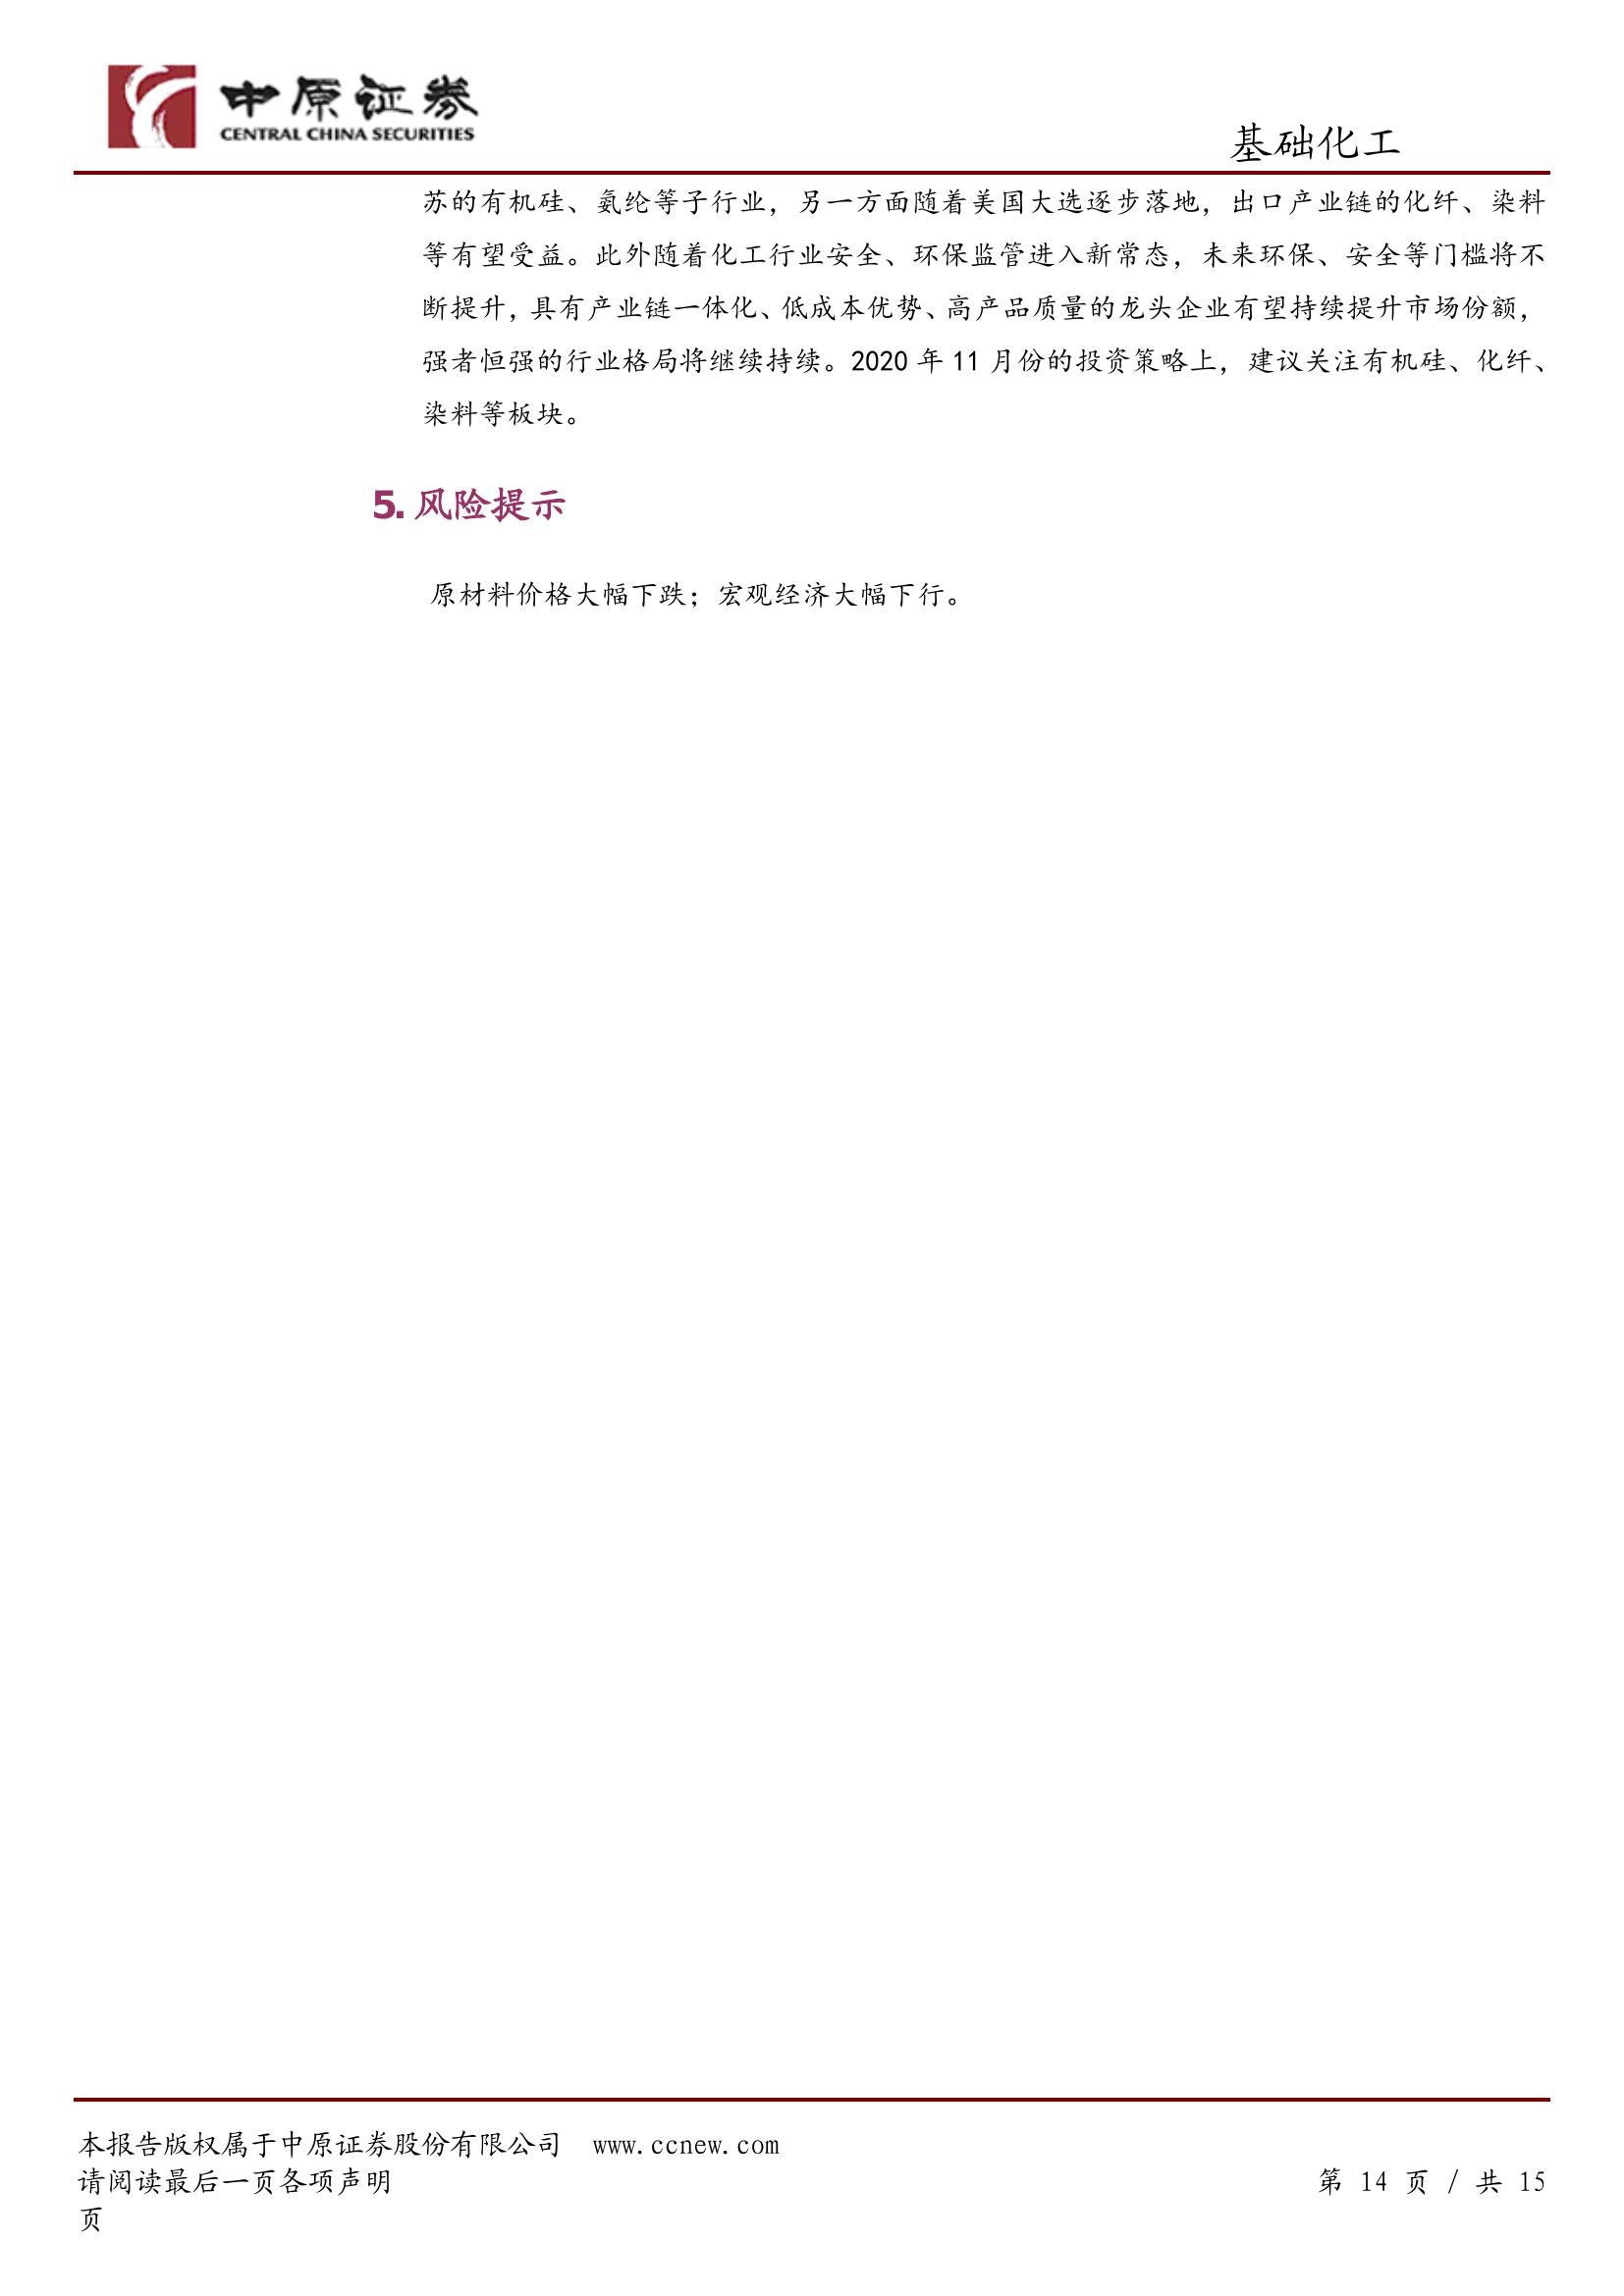 中原证券
CENTRAL CHINA SECURITIES
基础化工
苏的有机硅、氨纶等子行业，另一方面随着美国大选逐步落地，出口产业链的化纤、染料
等有望受益。此外随着化工行业安全、环保监管进入新常态，未来环保、安全等门槛将不
断提升，具有产业链一体化、低成本优势、高产品质量的龙头企业有望持续提升市场份额，
强者恒强的行业格局将继续持续。2020 年 11 月份的投资策略上，建议关注有机硅、化纤、
染料等板块。
5. 风险提示
原材料价格大幅下跌；宏观经济大幅下行。
本报告版权属于中原证券股份有限公司 www.ccnew.com
请阅读最后一页各项声明 第 14 页 / 共 15
页